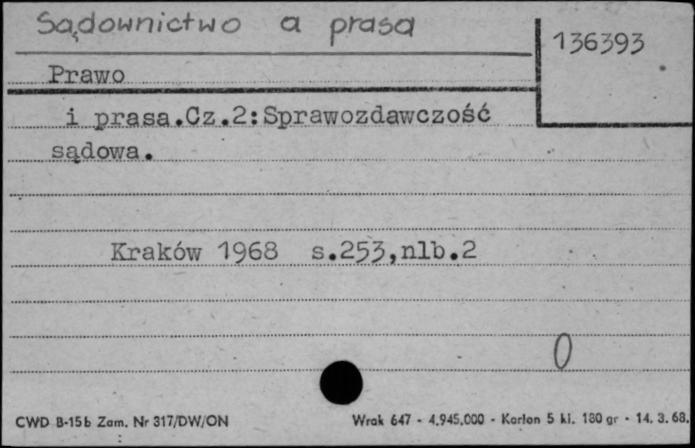 Sądownictwo a prasa
136393
Prawo
i prasa.Cz.2:Sprawozdawczość
sądowa.
Kraków 1968 s.253,nlb.2
0
CWD B-15b Zam. Nr 317/DW/ON Wrak 647 - 4.945.000 - Karton 5 kl. 180 gr - 14. 3. 68.